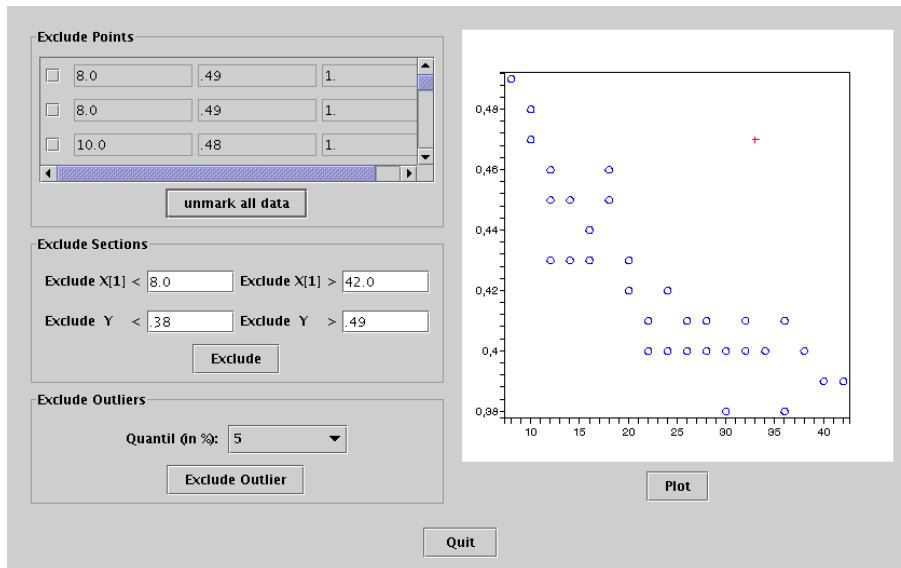 Exclude Points
8.0 .49 1.
8.0 .49 1.
10.0 .48 1.
unmark all data
Exclude Sections
Exclude X[1] < 8.0 Exclude X[1] > 42.0
Exclude Y < .38 Exclude Y > .49
Exclude
Exclude Outliers
Quantil (in %): 5
Exclude Outlier
0,48
0,46
0,44
0,42
0,4
0,38
10 15 20 25 30 35 40
Plot
Quit